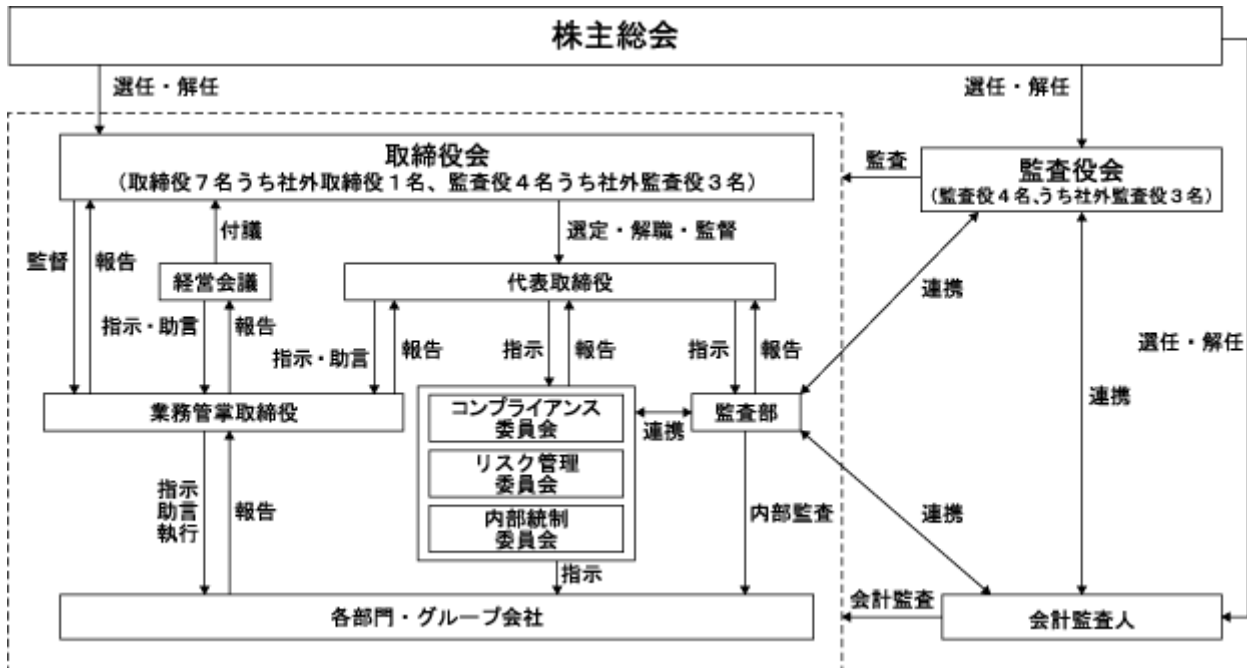 株主総会
選任・解任
選任・解任
取締役会
（取締役７名うち社外取締役１名、監査役４名うち社外監査役３名）
監査
監査役会
（監査役４名、うち社外監査役３名）
監督
報告
付議
選定・解職・監督
経営会議
代表取締役
連携
指示・助言
報告
指示・助言
報告
指示
報告
指示
報告
選任・解任
業務管掌取締役
コンプライアンス
委員会
連携
監査部
連携
リスク管理
委員会
指示
助言
執行
報告
内部統制
委員会
内部監査
連携
指示
各部門・グループ会社
会計監査
会計監査人